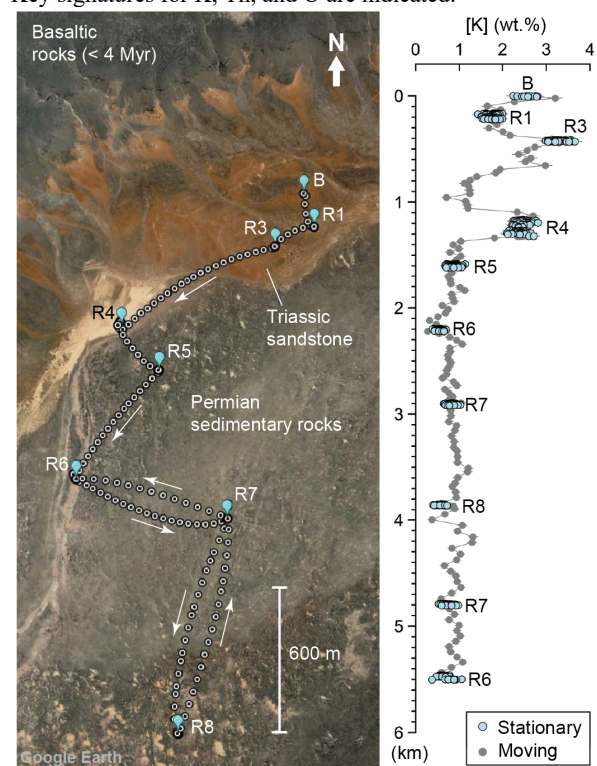 Key signatures for K, Th, and U are indicated.
Basaltic
rocks (< 4 Myr)
N
B
R1
R3
R4
R5
Triassic
sandstone
Permian
sedimentary rocks
R6
R7
600 m
R8
Google Earth
[K] (wt.%)
0 1 2 3 4
0
B
R1
R3
1
R4
R5
2
R6
R7
3
R8
4
R7
5
R6
6
(km)
Stationary
Moving